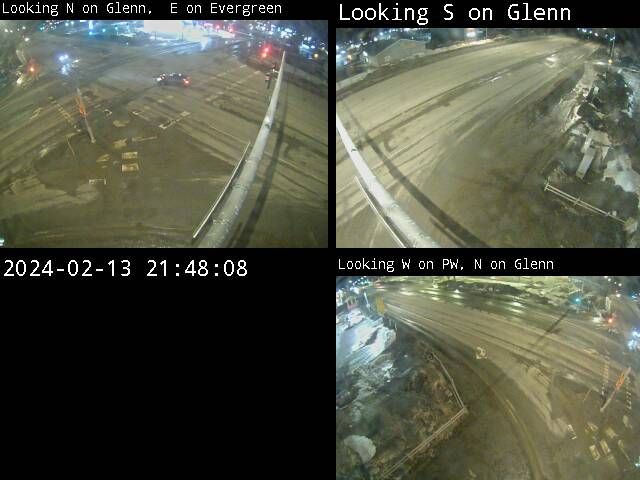 Looking N on Glenn,  E on Evergreen
Looking S on Glenn
2024-02-13 21:48:08
Looking W on PW, N on Glenn